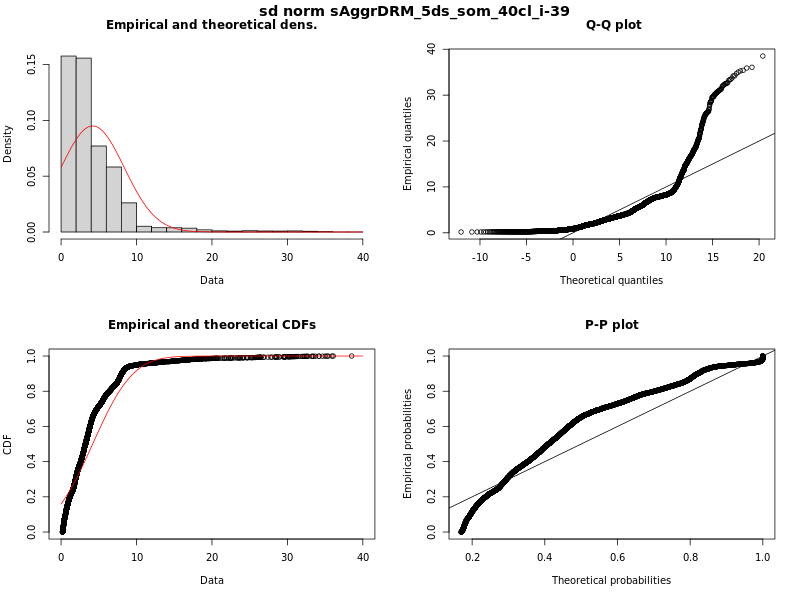 sd norm sAggrDRM_5ds_som_40cl_i-39
Empirical and theoretical dens.
Density
0.00 0.05 0.10 0.15
0 10 20 30 40
Data
Q-Q plot
Empirical quantiles
0 10 20 30 40
-10 -5 0 5 10 15 20
Theoretical quantiles
Empirical and theoretical CDFs
CDF
0.0 0.2 0.4 0.6 0.8 1.0
0 10 20 30 40
Data
P-P plot
Empirical probabilities
0.0 0.2 0.4 0.6 0.8 1.0
0.2 0.4 0.6 0.8 1.0
Theoretical probabilities